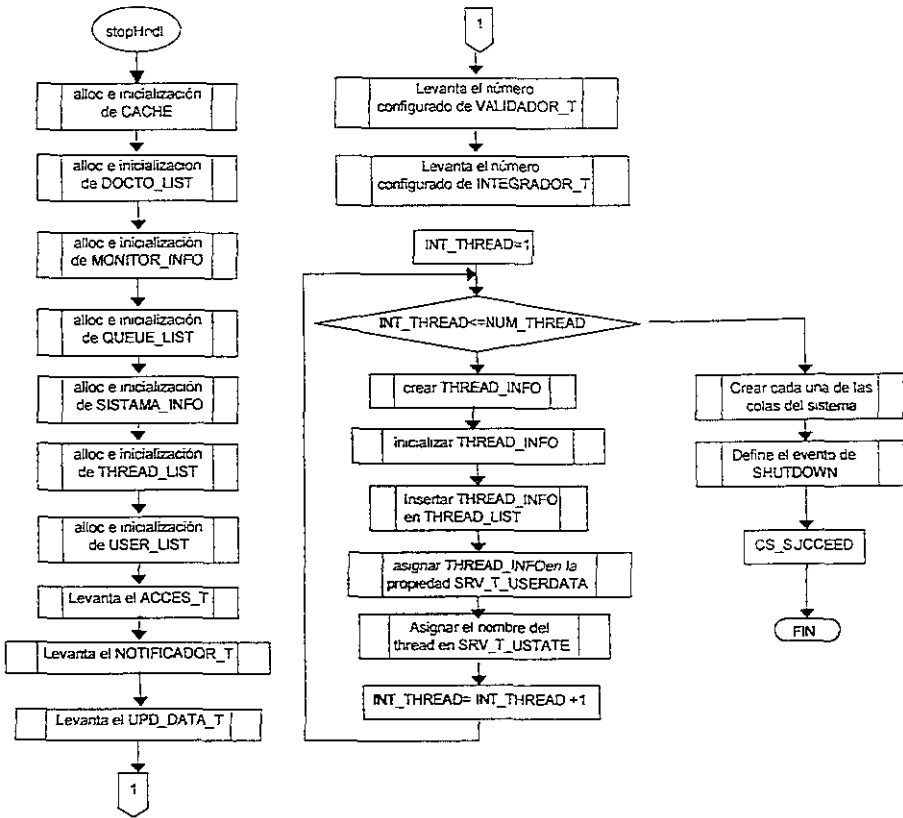 stopHndl
alloc e inicialización
de CACHE
alloc e inicialización
de DOCTO_LIST
alloc e inicialización
de MONITOR_INFO
alloc e inicialización
de QUEUE_LIST
alloc e inicialización
de SISTAMA_INFO
alloc e inicialización
de THREAD_LIST
alloc e inicialización
de USER_LIST
Levanta el ACCES_T
Levanta el NOTIFICADOR_T
Levanta el UPD_DATA_T
1
1
Levanta el número
configurado de VALIDADOR_T
Levanta el número
configurado de INTEGRADOR_T
INT_THREAD=1
INT_THREAD<=NUM_THREAD
crear THREAD_INFO
inicializar THREAD_INFO
Insertar THREAD_INFO
en THREAD_LIST
asignar THREAD_INFOen la
propiedad SRV_T_USERDATA
Asignar el nombre del
thread en SRV_T_USTATE
INT_THREAD= INT_THREAD +1
Crear cada una de las
colas del sistema
Define el evento de
SHUTDOWN
CS_SUCCEED
FIN